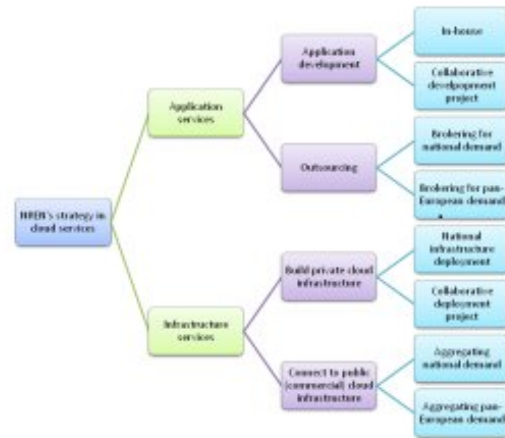 In-house
Application
development
Collaborative
develpopment
project
Application
services
Brokering for
national demand
Outsourcing
Brokering for pan-
European demand
NREN's strategy in
cloud services
National
infrastructure
deployment
Build private cloud
infrastructure
Collaborative
deployment
project
Infrastructure
services
Aggregating
national demand
Connect to public
(commercial) cloud
infrastructure
Aggregating pan-
European demand